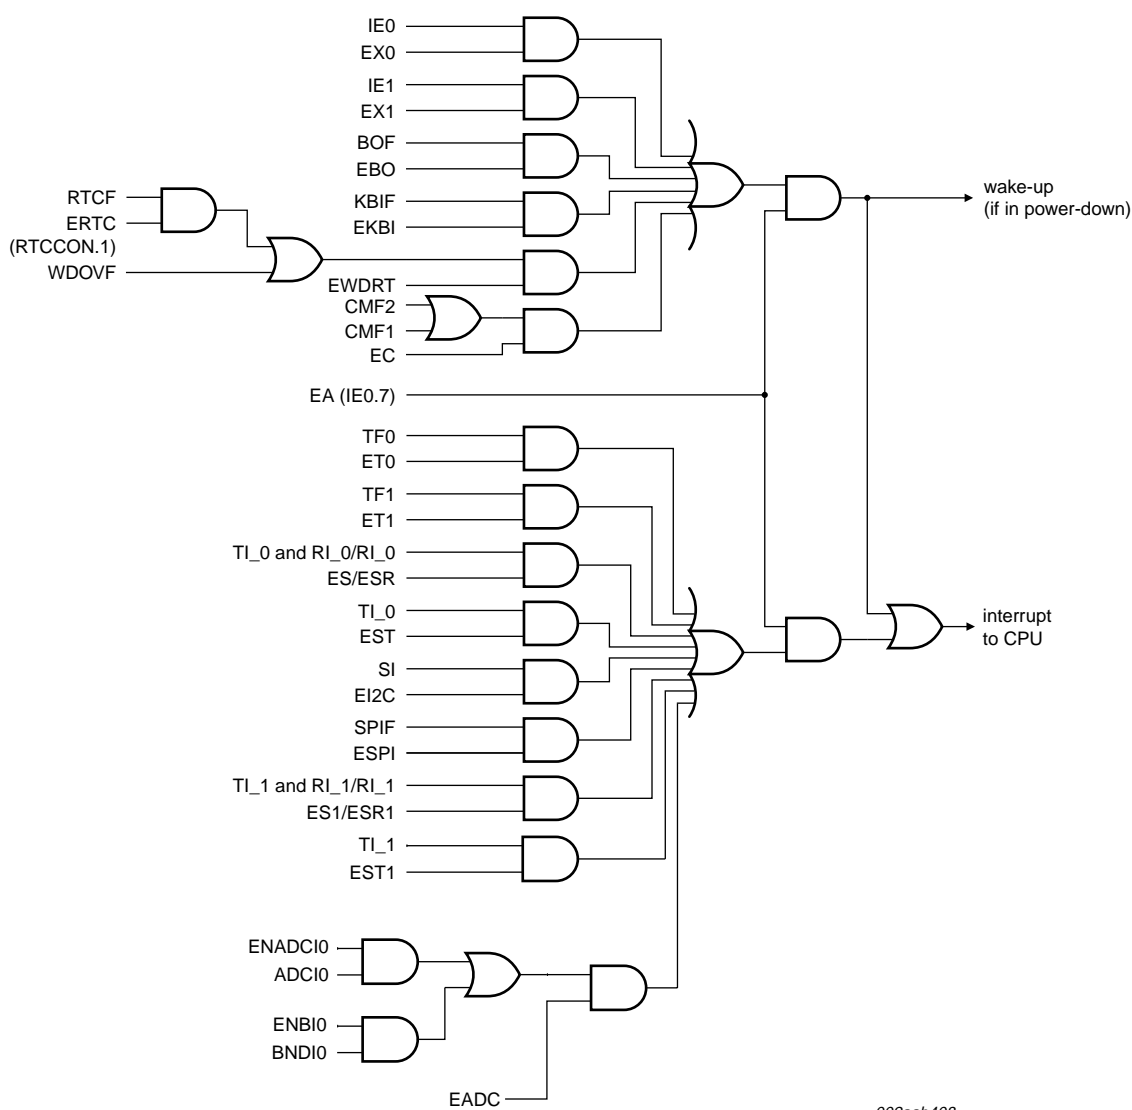 IE0
EX0
IE1
EX1
BOF
EBO
RTCF
ERTC
(RTCCON.1)
WDOVF
KBIF
EKBI
EWDRT
CMF2
CMF1
EC
wake-up
(if in power-down)
EA (IE0.7)
TF0
ET0
TF1
ET1
TI_0 and RI_0/RI_0
ES/ESR
TI_0
EST
interrupt
to CPU
SI
EI2C
SPIF
ESPI
TI_1 and RI_1/RI_1
ES1/ESR1
TI_1
EST1
ENADCI0
ADCI0
ENBI0
BNDI0
EADC